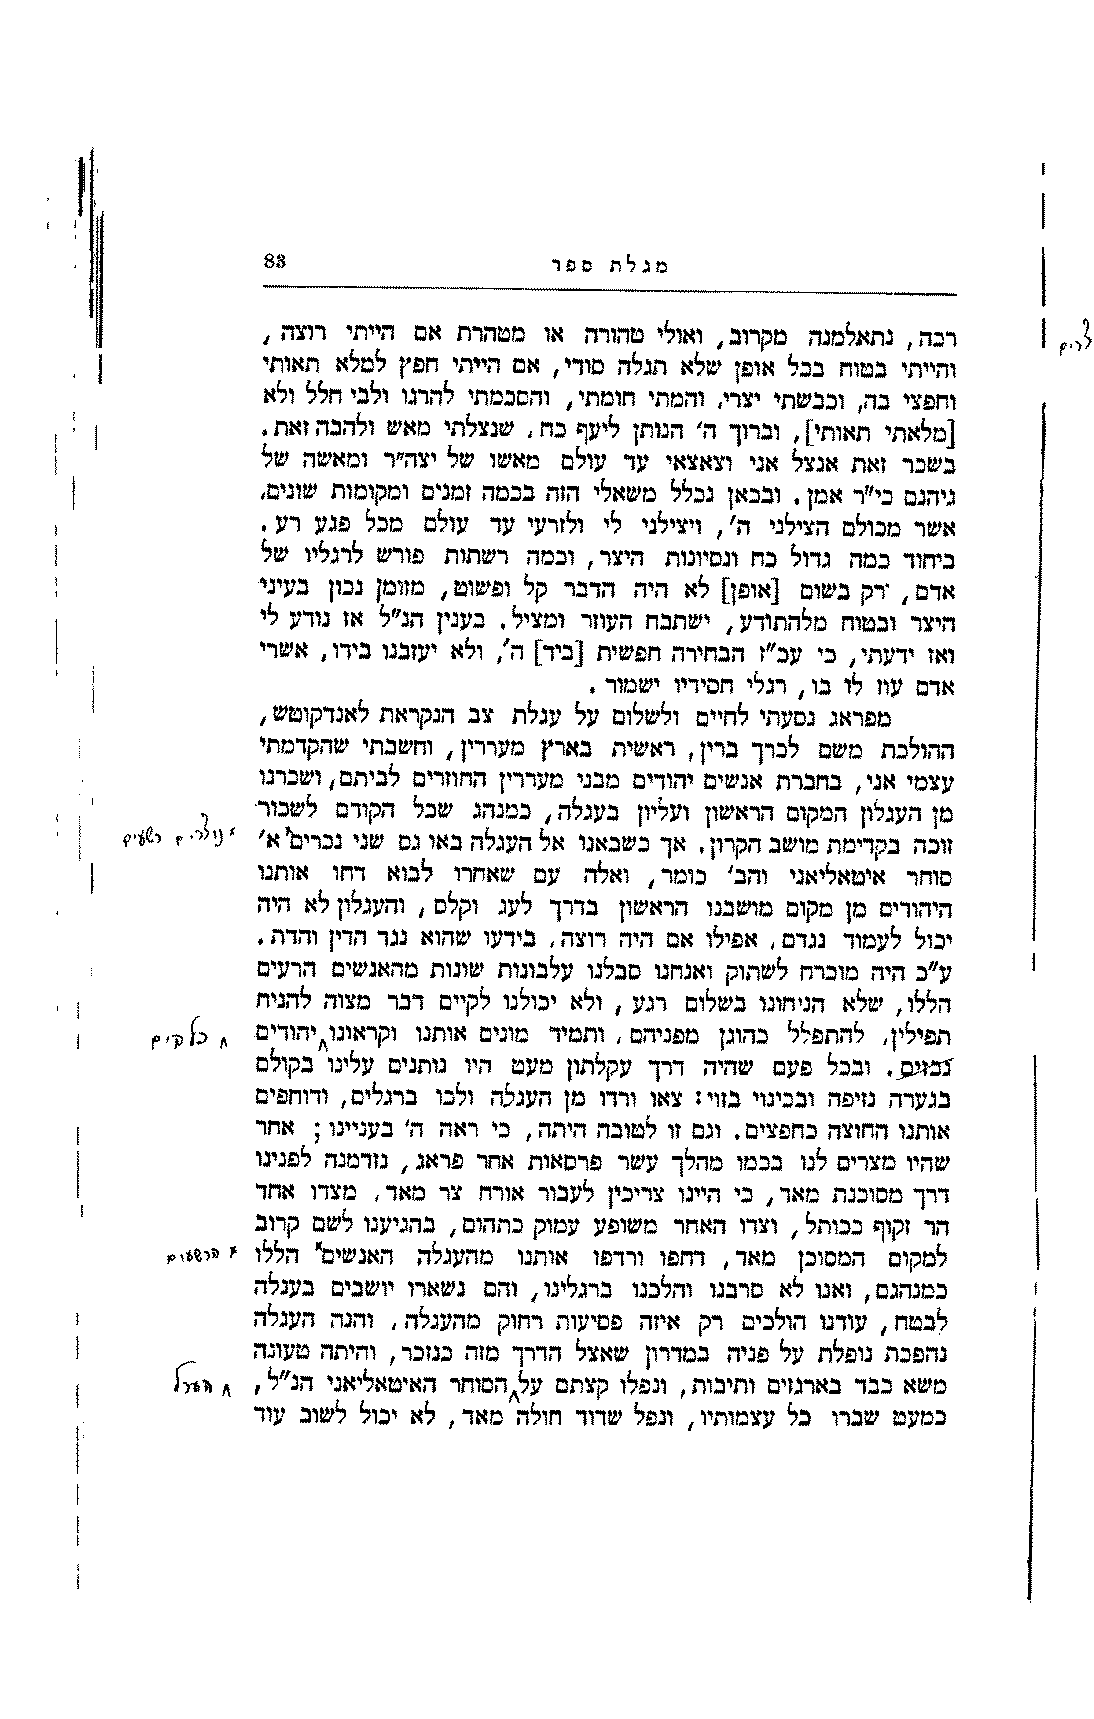 מגלת ספר 83
רבה, נתאלמנה מקרוב, ואולי טהורה או מטהרת אם הייתי רוצה,
והייתי בטוח בכל אופן שלא תגלה סודי, אם הייתי חפץ למלא תאותי
וחפצי בה, וכבשתי יצרי, והמתי חומתי, והסכמתי להרגו ולבי חלל ולא
[מלאתי תאותי], וברוך ה' הנותן ליעף כח, שנצלתי מאש ולהבה זאת.
בשכר זאת אנצל אני וצאצאי עד עולם מאשו של יצה"ר ומאשה של
גיהנם כי"ר אמן. ובכאן נכלל משאלי הזה בכמה זמנים ומקומות שונים,
אשר מכולם הצילני ה', ויצילני לי ולזרעי עד עולם מכל פגע רע.
ביחוד כמה גדול כח ונסיונות היצר, וכמה רשתות פורש לרגליו של
אדם, רק בשום [אופן] לא היה הדבר קל ופשוט, מזומן נכון בעיני
היצר ובטוח מלהתודע, ישתבח העוזר ומציל. בענין הנ"ל אז נודע לי
ואז ידעתי, כי עכ"ז הבחירה חפשית [ביד] ה', ולא יעזבנו בידו, אשרי
אדם עוז לו בו, רגלי חסידיו ישמור.
מפראג נסעתי לחיים ולשלום על עגלת צב הנקראת לאנדקוטש,
ההולכת משם לכרך ברין, ראשית בארץ מעררין, וחשבתי שהקדמתי
עצמי אני, בחברת אנשים יהודים מבני מעררין החוזרים לביתם, ושכרנו
מן העגלון המקום הראשון ועליון בעגלה, כמנהג שכל הקודם לשכור
זוכה בקדימת מושב הקרון. אך כשבאנו אל העגלה באו גם שני נכריםˣ א' ˣ נוצרים רשעים
סוחר איטאליאני והב' כומר, ואלה עם שאחרו לבוא דחו אותנו
היהודים מן מקום מושבנו הראשון בדרך לעג וקלס, והעגלון לא היה
יכול לעמוד נגדם, אפילו אם היה רוצה, בידעו שהוא נגד הדין והדת.
ע"כ היה מוכרח לשתוק ואנחנו סבלנו עלבונות שונות מהאנשים הרעים
הללו, שלא הניחונו בשלום רגע, ולא יכולנו לקיים דבר מצוה להניח
תפילין, להתפלל כהוגן מפניהם, ותמיד מונים אותנו וקראונו ^ יהודים ^ כלבים
נבזים. ובכל פעם שהיה דרך עקלתון מעט היו נותנים עלינו בקולם
בגערה נזיפה ובכינוי בזוי: צאו ורדו מן העגלה ולכו ברגלים, ודוחפים
אותנו החוצה כחפצים. וגם זו לטובה היתה, כי ראה ה' בעניינו; אחר
שהיו מצרים לנו בכמו מהלך עשר פרסאות אחר פראג, נזדמנה לפנינו
דרך מסוכנת מאד, כי היינו צריכין לעבור אורח צר מאד, מצדו אחד
הר זקוף ככותל, וצדו האחר משופע עמוק כתהום, בהגיענו לשם קרוב
למקום המסוכן מאד, דחפו ורדפו אותנו מהעגלה האנשיםˣ הללו ˣ הרשעים
כמנהגם, ואנו לא סרבנו והלכנו ברגלינו, והם נשארו יושבים בעגלה
לבטח, עודנו הולכים רק איזה פסיעות רחוק מהעגלה, והנה העגלה
נהפכת נופלת על פניה במדרון שאצל הדרך מזה כנזכר, והיתה טעונה
משא כבד בארגזים ותיבות, ונפלו קצתם על ^ הסוחר האיטאליאני הנ"ל, ^ הערל
כמעט שברו כל עצמותיו, ונפל שדוד חולה מאד, לא יכול לשוב עוד